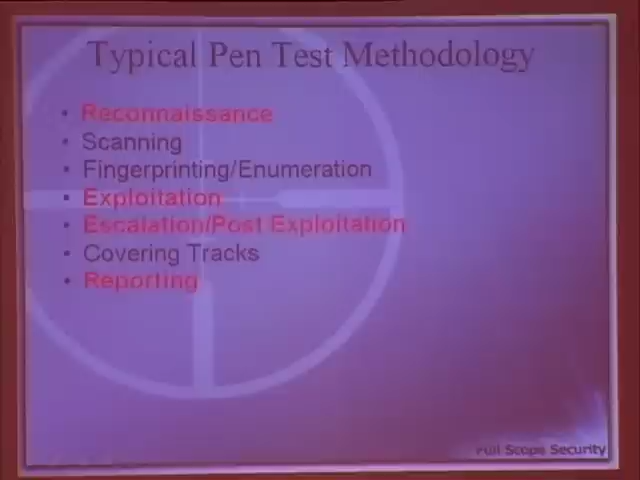 Typical Pen Test Methodology
• Reconnaissance
• Scanning
• Fingerprinting/Enumeration
• Exploitation
• Escalation/Post Exploitation
• Covering Tracks
• Reporting
Full Scope Security